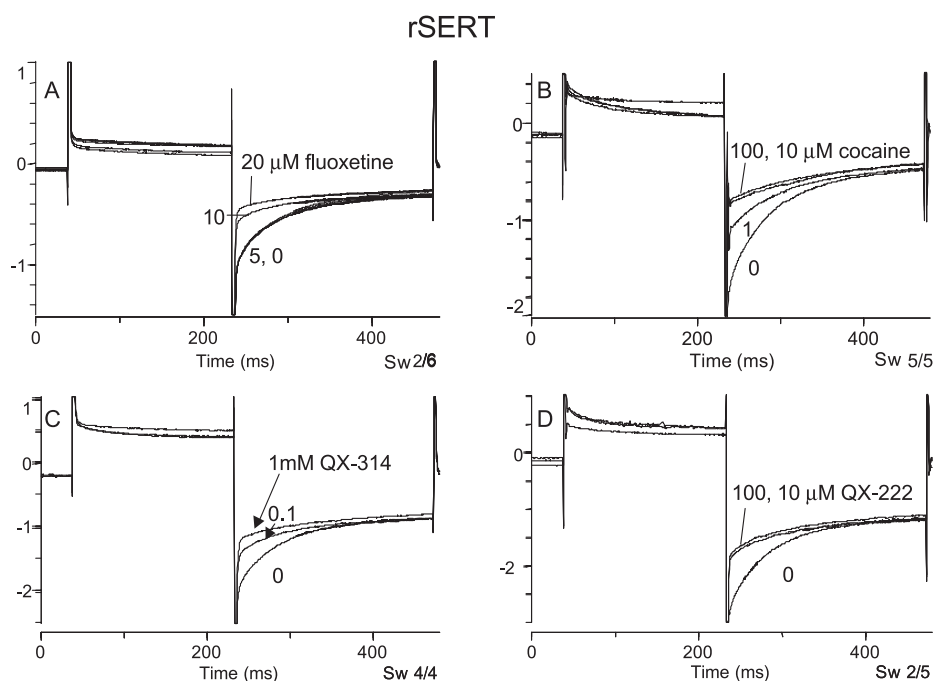 rSERT
A
1
0
-1
20 μM fluoxetine
10
5, 0
0
200
400
Time (ms)
Sw 2/6
B
0
-1
-2
100, 10 μM cocaine
1
0
0
200
400
Time (ms)
Sw 5/5
C
1
0
-1
-2
1mM QX-314
0.1
0
0
200
400
Time (ms)
Sw 4/4
D
0
-2
100, 10 μM QX-222
0
0
200
400
Time (ms)
Sw 2/5